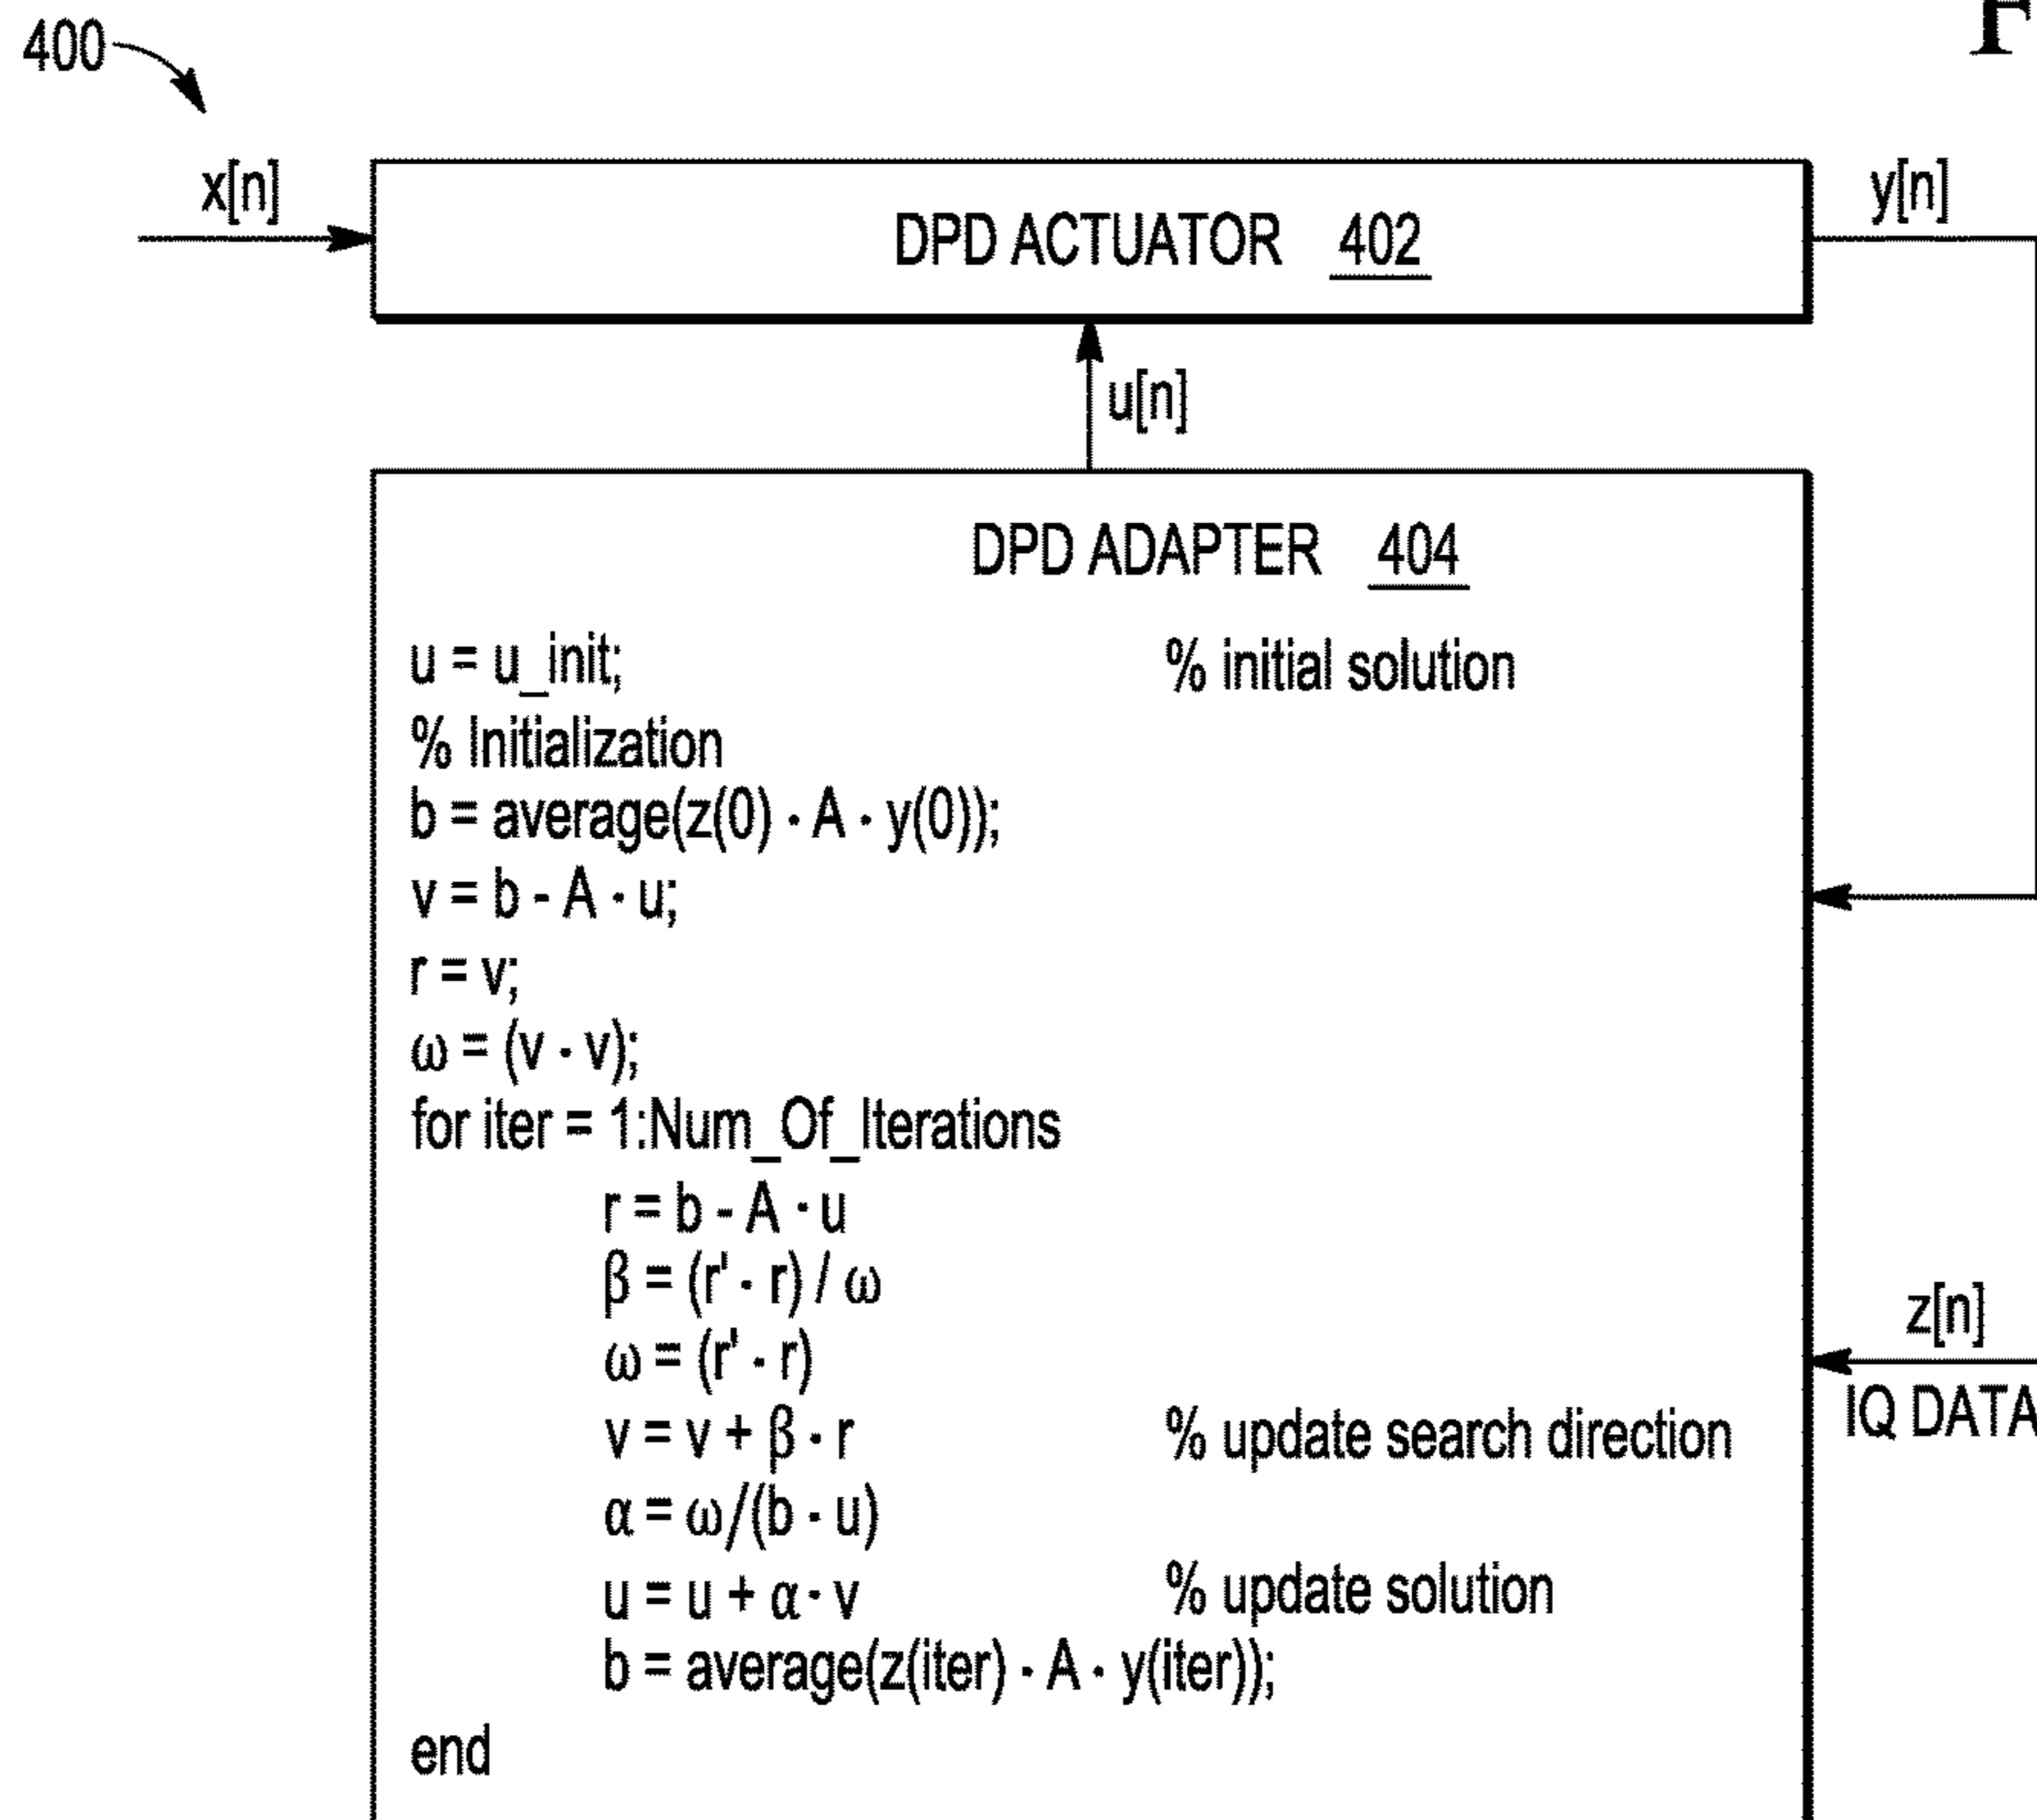 400
x[n]
DPD ACTUATOR 402
y[n]
u[n]
DPD ADAPTER 404
u = u_init; % initial solution
% Initialization
b = average(z(0) · A · y(0));
v = b - A · u;
r = v;
ω = (v · v);
for iter = 1:Num_Of_Iterations
r = b - A · u
β = (r' · r) / ω
ω = (r' · r)
v = v + β · r % update search direction
α = ω/(b · u)
u = u + α · v % update solution
b = average(z(iter) · A · y(iter));
end
z[n]
IQ DATA